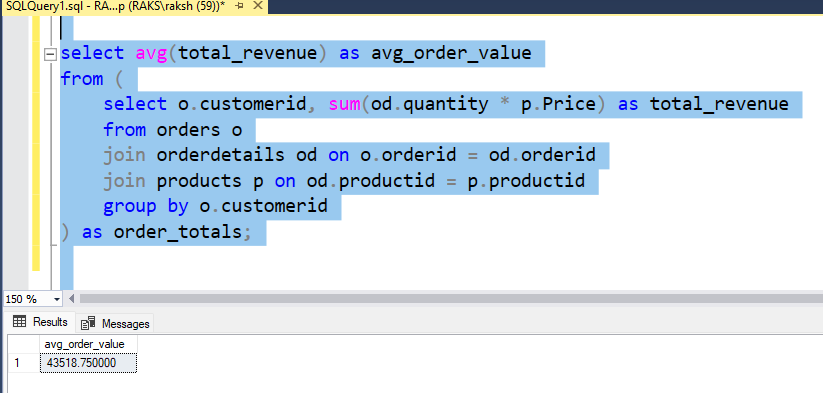 SQLQuery1.sql - RA...p (RAKS\raksh (59))*
select avg(total_revenue) as avg_order_value
from (
select o.customerid, sum(od.quantity * p.Price) as total_revenue
from orders o
join orderdetails od on o.orderid = od.orderid
join products p on od.productid = p.productid
group by o.customerid
) as order_totals;
150 %
Results Messages
avg_order_value
1 43518.750000